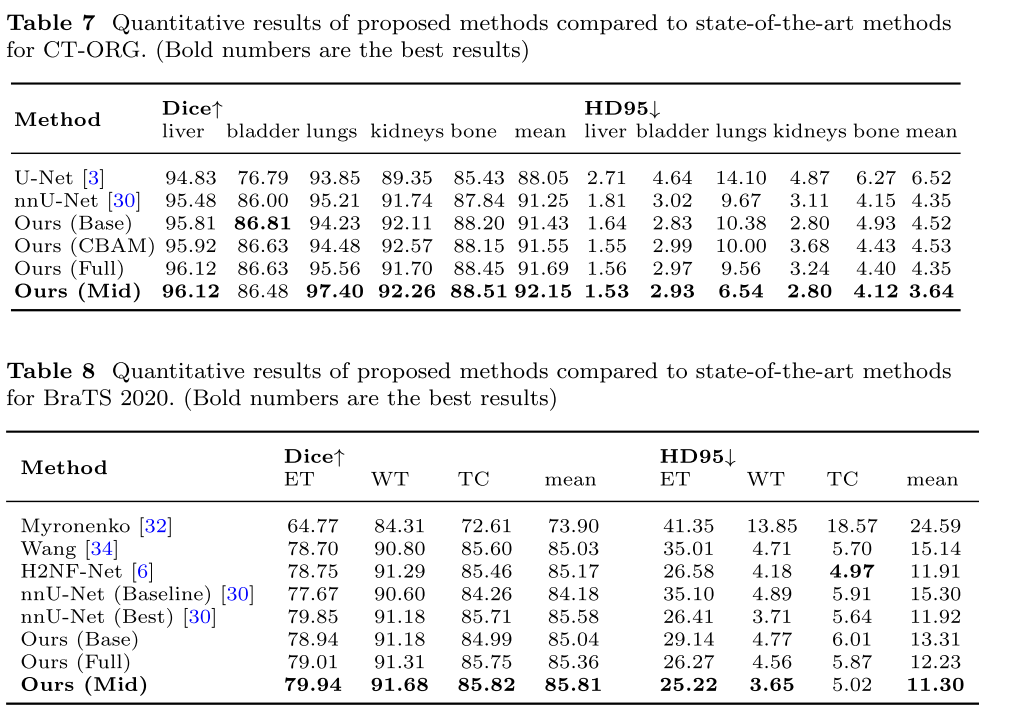 Table 7 Quantitative results of proposed methods compared to state-of-the-art methods
for CT-ORG. (Bold numbers are the best results)
Method Dice↑ HD95↓
liver bladder lungs kidneys bone mean liver bladder lungs kidneys bone mean
U-Net [3] 94.83 76.79 93.85 89.35 85.43 88.05 2.71 4.64 14.10 4.87 6.27 6.52
nnU-Net [30] 95.48 86.00 95.21 91.74 87.84 91.25 1.81 3.02 9.67 3.11 4.15 4.35
Ours (Base) 95.81 86.81 94.23 92.11 88.20 91.43 1.64 2.83 10.38 2.80 4.93 4.52
Ours (CBAM) 95.92 86.63 94.48 92.57 88.15 91.55 1.55 2.99 10.00 3.68 4.43 4.53
Ours (Full) 96.12 86.63 95.56 91.70 88.45 91.69 1.56 2.97 9.56 3.24 4.40 4.35
Ours (Mid) 96.12 86.48 97.40 92.26 88.51 92.15 1.53 2.93 6.54 2.80 4.12 3.64
Table 8 Quantitative results of proposed methods compared to state-of-the-art methods
for BraTS 2020. (Bold numbers are the best results)
Method Dice↑ HD95↓
ET WT TC mean ET WT TC mean
Myronenko [32] 64.77 84.31 72.61 73.90 41.35 13.85 18.57 24.59
Wang [34] 78.70 90.80 85.60 85.03 35.01 4.71 5.70 15.14
H2NF-Net [6] 78.75 91.29 85.46 85.17 26.58 4.18 4.97 11.91
nnU-Net (Baseline) [30] 77.67 90.60 84.26 84.18 35.10 4.89 5.91 15.30
nnU-Net (Best) [30] 79.85 91.18 85.71 85.58 26.41 3.71 5.64 11.92
Ours (Base) 78.94 91.18 84.99 85.04 29.14 4.77 6.01 13.31
Ours (Full) 79.01 91.31 85.75 85.36 26.27 4.56 5.87 12.23
Ours (Mid) 79.94 91.68 85.82 85.81 25.22 3.65 5.02 11.30